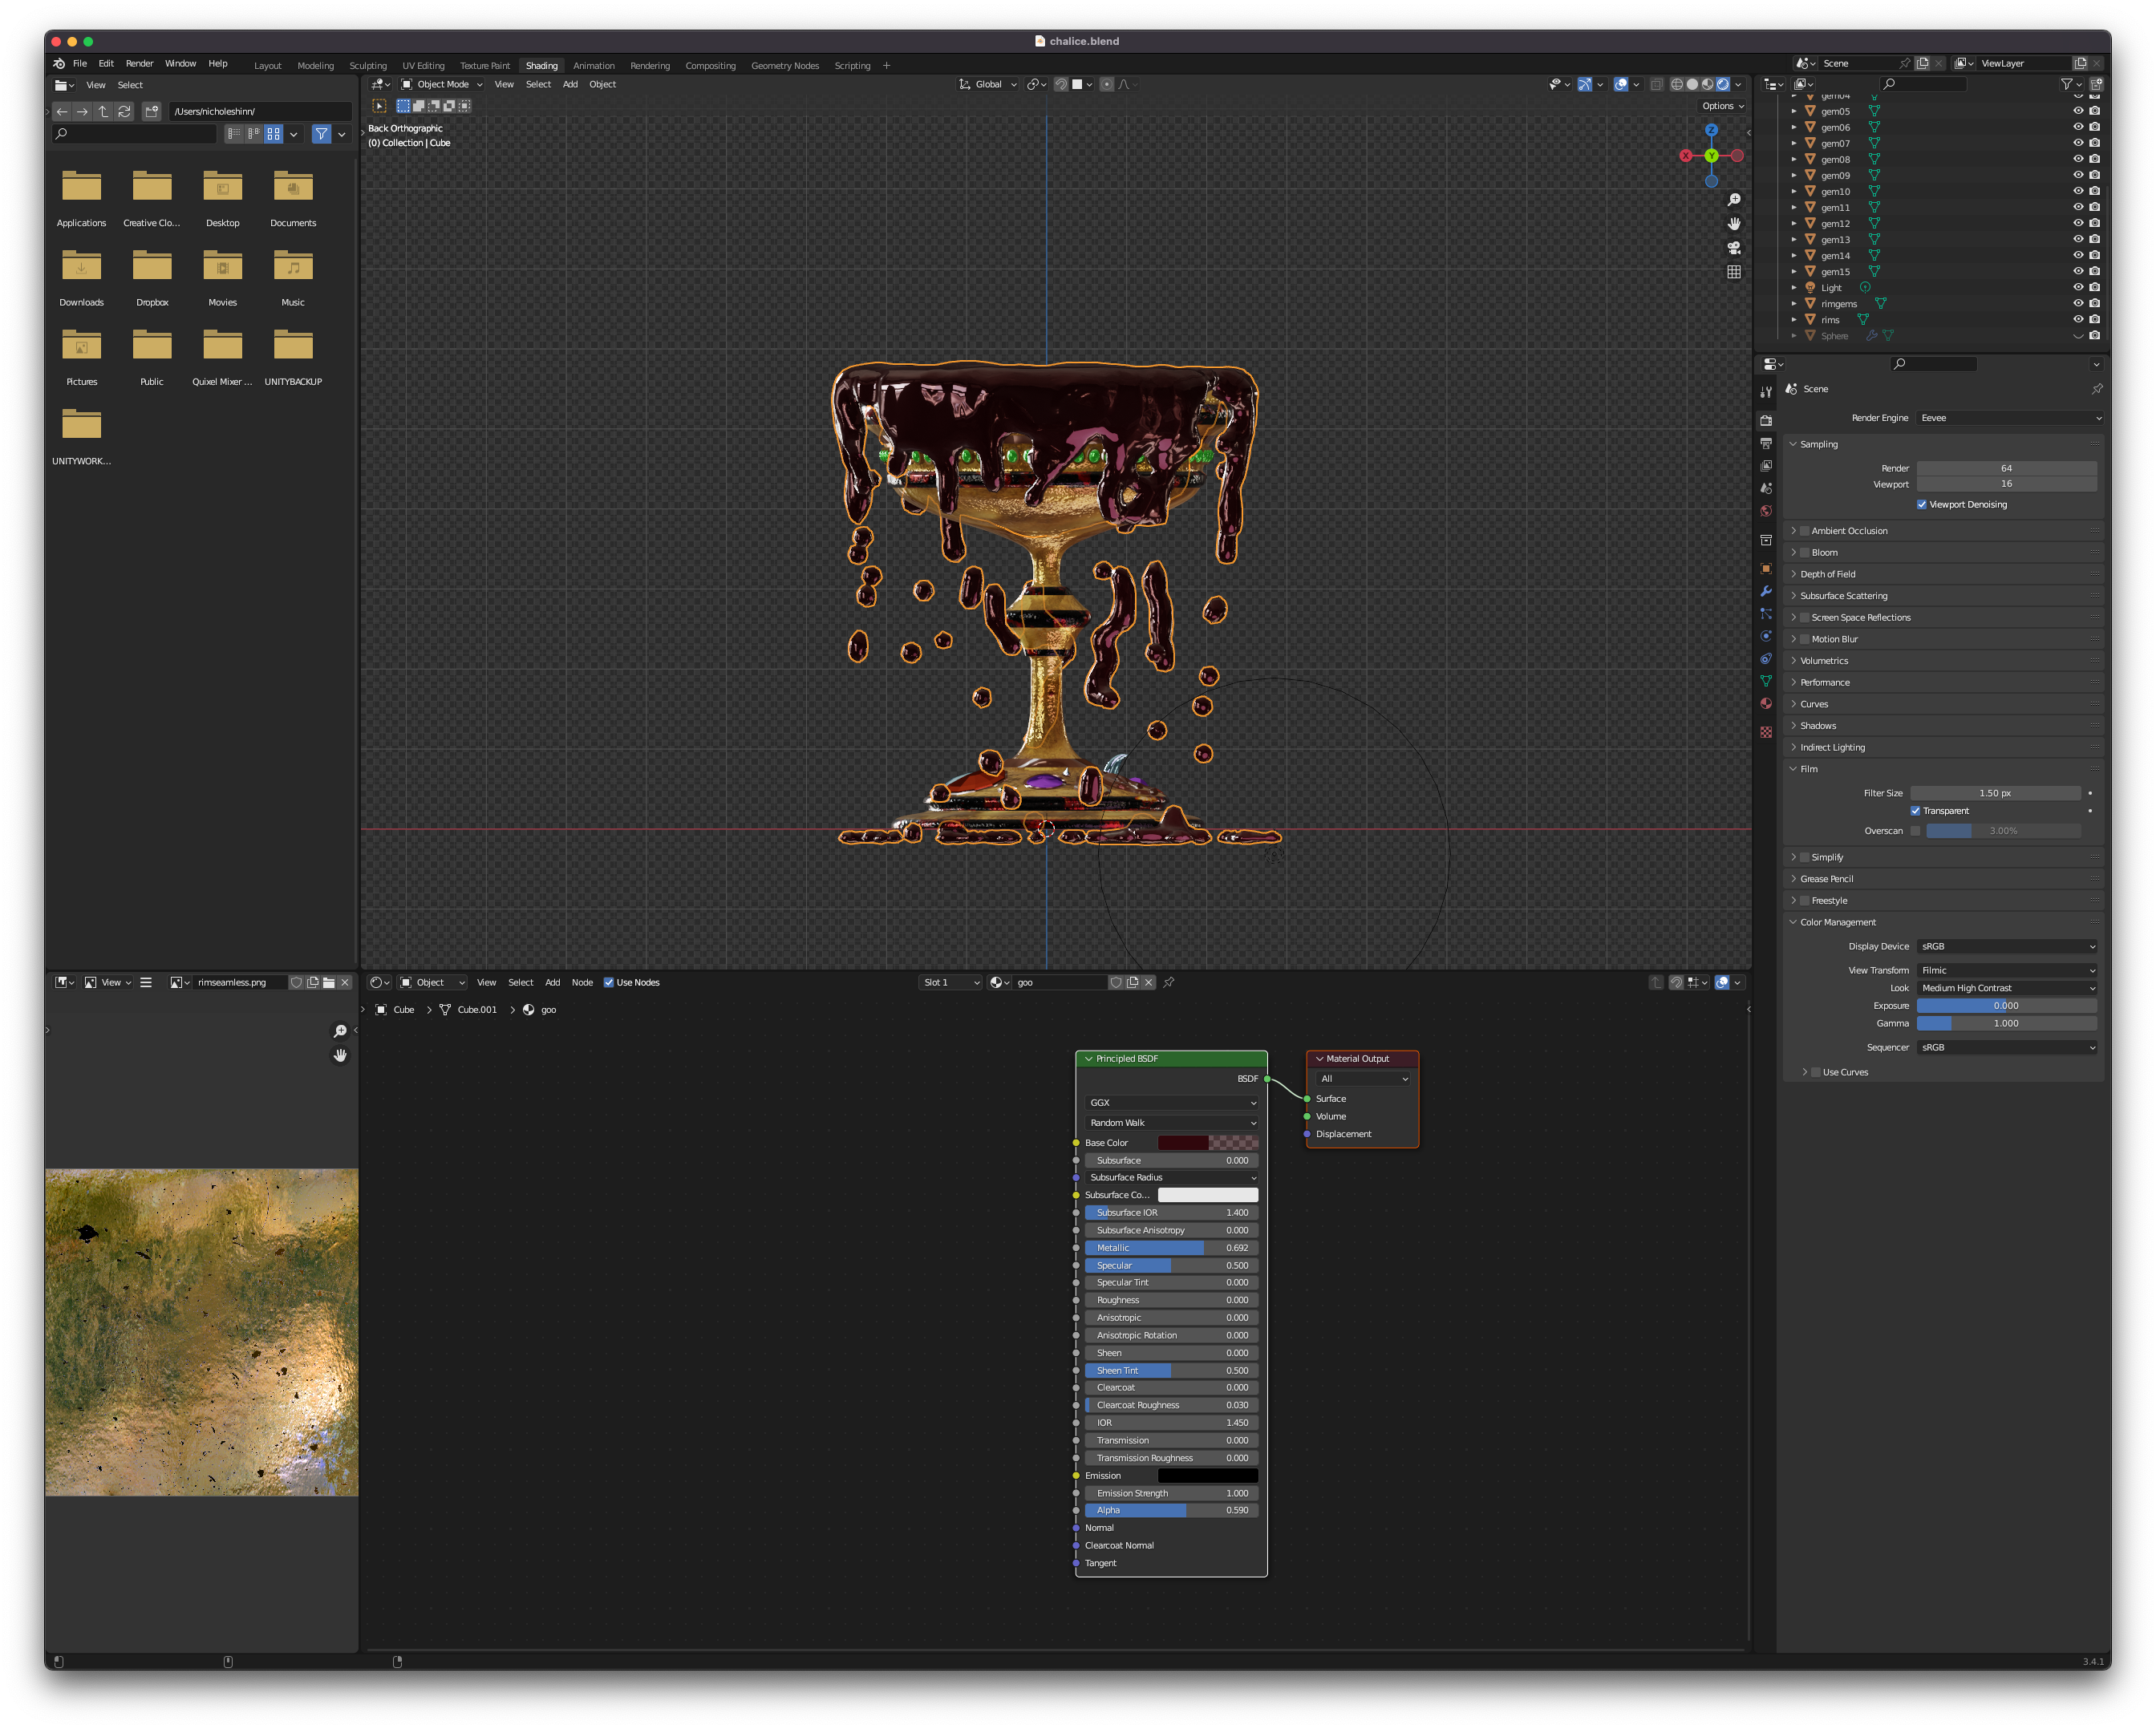 chalice.blend
File Edit Render Window Help Layout Modeling Sculpting UV Editing Texture Paint Shading Animation Rendering Compositing Geometry Nodes Scripting + Scene ViewLayer
View Select
Object Mode View Select Add Object Global
/Users/nicholeshinn/
Options
Back Orthographic
(0) Collection | Cube
Z
X Y
Applications Creative Clo... Desktop Documents
Downloads Dropbox Movies Music
Pictures Public Quixel Mixer ... UNITYBACKUP
UNITYWORK...
gem04
gem05
gem06
gem07
gem08
gem09
gem10
gem11
gem12
gem13
gem14
gem15
Light
rimgems
rims
Sphere
Scene
Render Engine Eevee
Sampling
Render 64
Viewport 16
Viewport Denoising
Ambient Occlusion
Bloom
Depth of Field
Subsurface Scattering
Screen Space Reflections
Motion Blur
Volumetrics
Performance
Curves
Shadows
Indirect Lighting
Film
Filter Size 1.50 px
Transparent
Overscan 3.00%
Simplify
Grease Pencil
Freestyle
Color Management
Display Device sRGB
View Transform Filmic
Look Medium High Contrast
Exposure 0.000
Gamma 1.000
Sequencer sRGB
Use Curves
View rimseamless.png
Object View Select Add Node Use Nodes Slot 1 goo
Cube > Cube.001 > goo
Principled BSDF
BSDF
GGX
Random Walk
Base Color
Subsurface 0.000
Subsurface Radius
Subsurface Co...
Subsurface IOR 1.400
Subsurface Anisotropy 0.000
Metallic 0.692
Specular 0.500
Specular Tint 0.000
Roughness 0.000
Anisotropic 0.000
Anisotropic Rotation 0.000
Sheen 0.000
Sheen Tint 0.500
Clearcoat 0.000
Clearcoat Roughness 0.030
IOR 1.450
Transmission 0.000
Transmission Roughness 0.000
Emission
Emission Strength 1.000
Alpha 0.590
Normal
Clearcoat Normal
Tangent
Material Output
All
Surface
Volume
Displacement
3.4.1